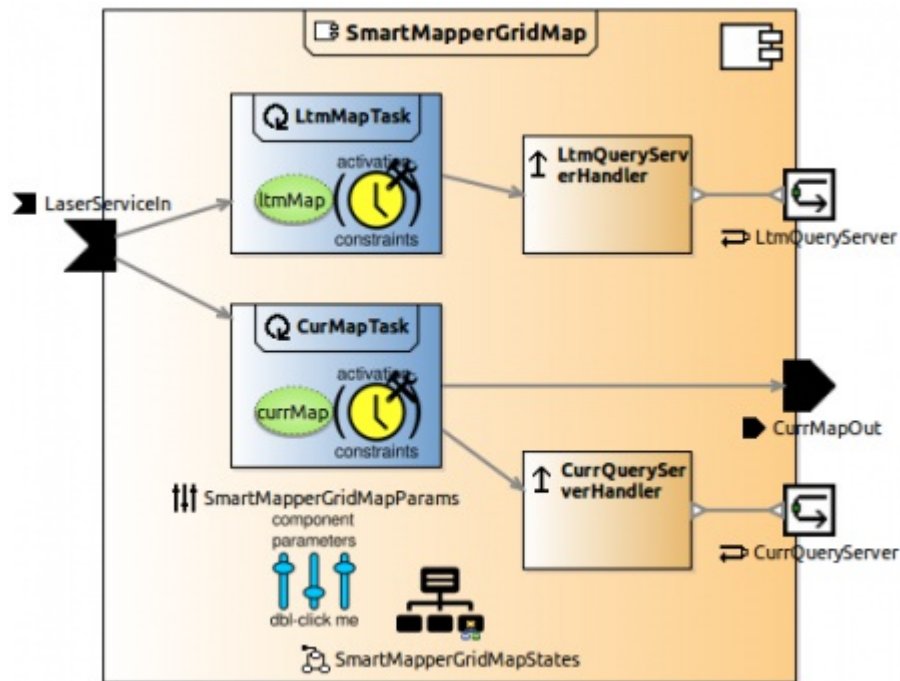 SmartMapperGridMap
LtmMapTask
activation
ltmMap
constraints
LtmQueryServ
erHandler
LaserServiceIn
LtmQueryServer
CurMapTask
activation
currMap
constraints
CurrMapOut
CurrQuerySer
verHandler
CurrQueryServer
SmartMapperGridMapParams
component
parameters
dbl-click me
SmartMapperGridMapStates